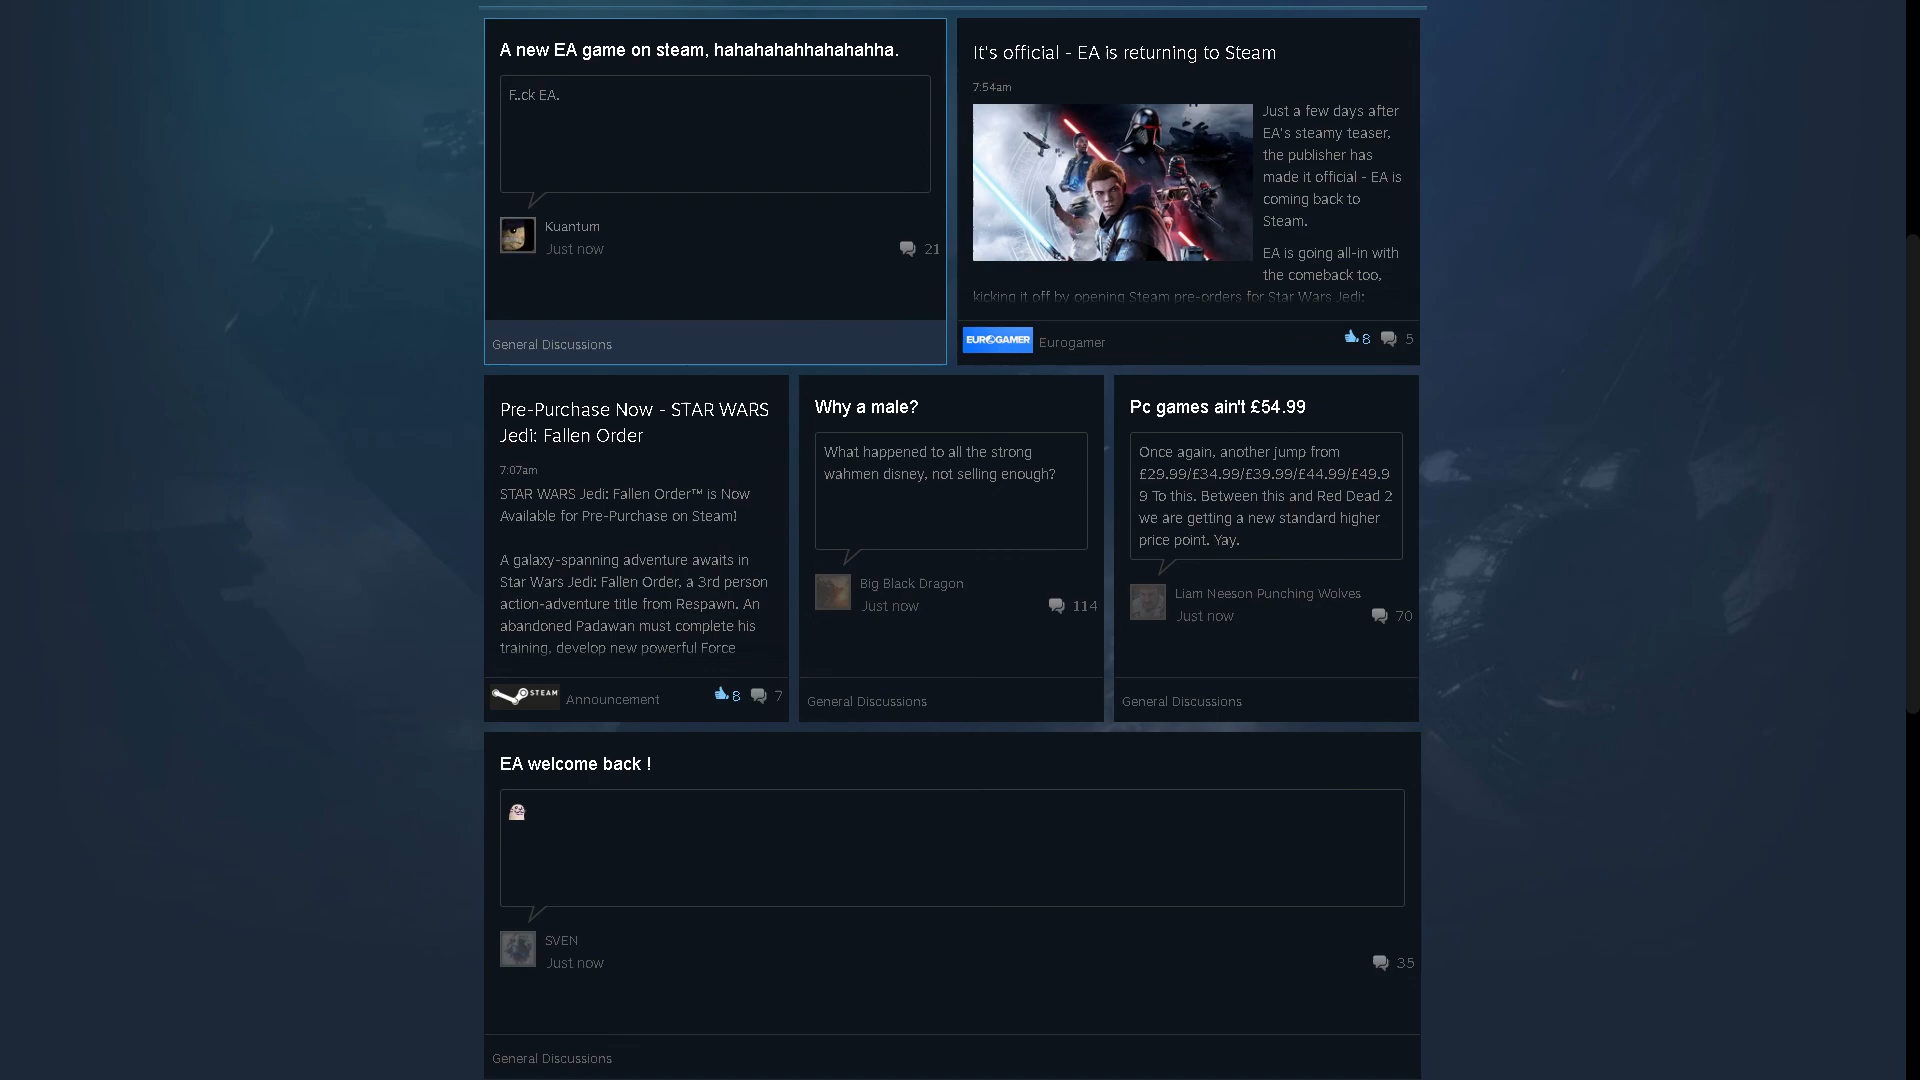 A new EA game on steam, hahahahahhahahahha.
F..ck EA.
Kuantum
Just now
21
General Discussions
It's official - EA is returning to Steam
7:54am
Just a few days after
EA's steamy teaser,
the publisher has
made it official - EA is
coming back to
Steam.
EA is going all-in with
the comeback too,
kicking it off by opening Steam pre-orders for Star Wars Jedi:
EUROGAMER
Eurogamer
8
5
Pre-Purchase Now - STAR WARS
Jedi: Fallen Order
7:07am
STAR WARS Jedi: Fallen Order™ is Now
Available for Pre-Purchase on Steam!
A galaxy-spanning adventure awaits in
Star Wars Jedi: Fallen Order, a 3rd person
action-adventure title from Respawn. An
abandoned Padawan must complete his
training, develop new powerful Force
STEAM
Announcement
8
7
Why a male?
What happened to all the strong
wahmen disney, not selling enough?
Big Black Dragon
Just now
114
General Discussions
Pc games ain't £54.99
Once again, another jump from
£29.99/£34.99/£39.99/£44.99/£49.9
9 To this. Between this and Red Dead 2
we are getting a new standard higher
price point. Yay.
Liam Neeson Punching Wolves
Just now
70
General Discussions
EA welcome back !
SVEN
Just now
35
General Discussions